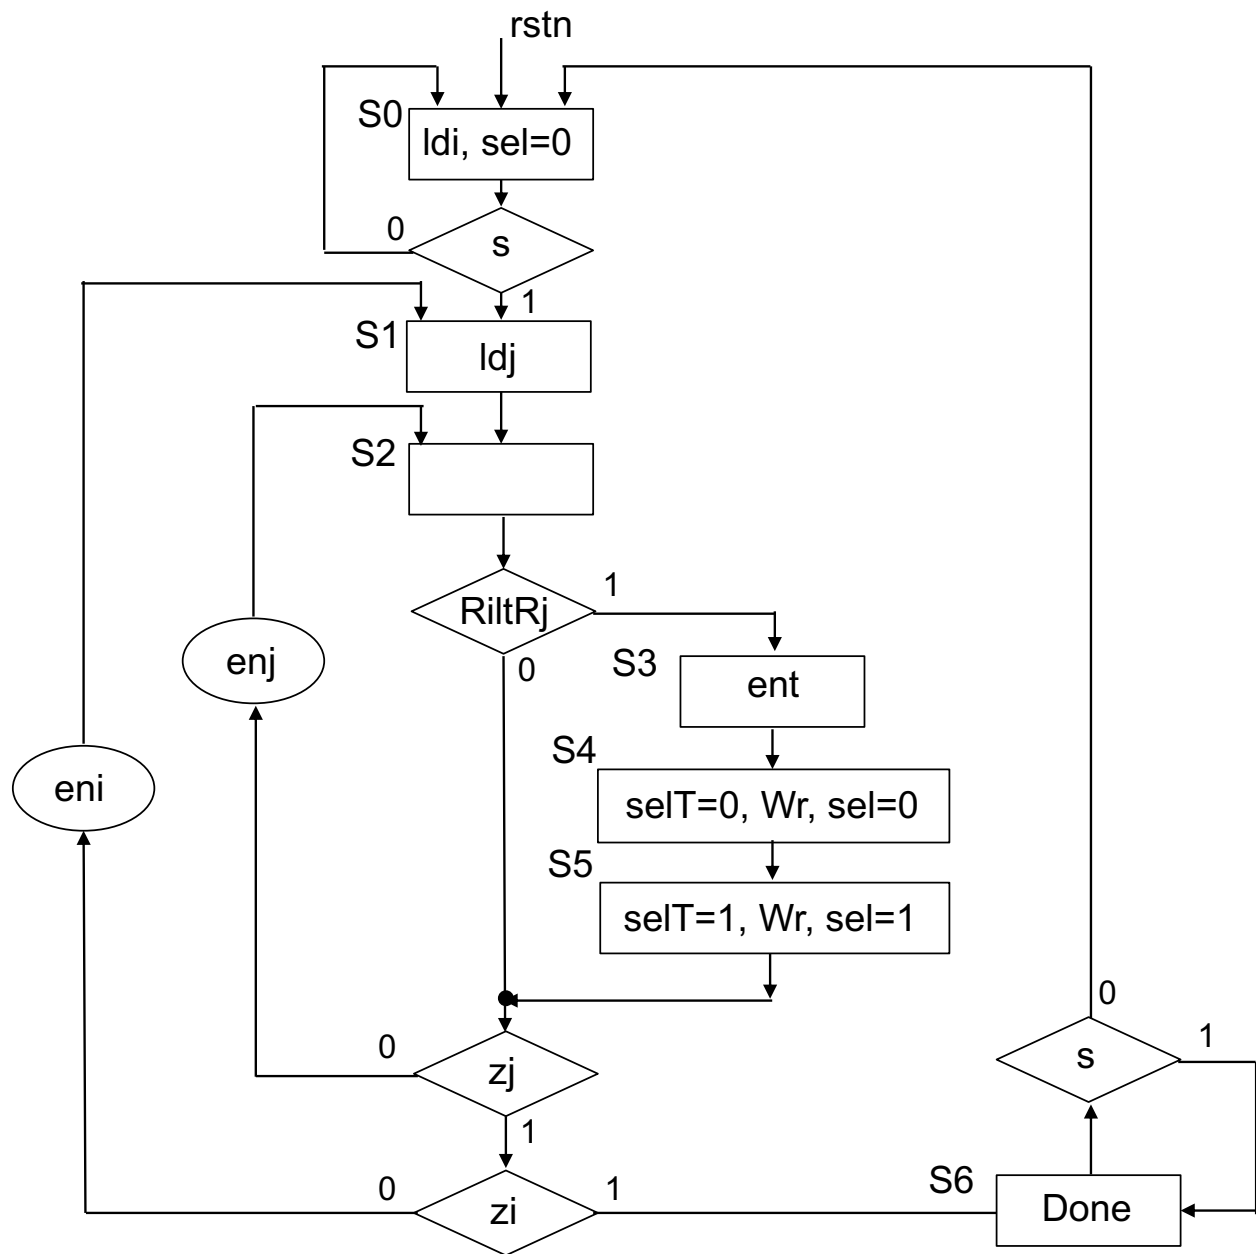 rstn
S0
ldi, sel=0
0
s
1
S1
ldj
S2
RiltRj
1
0
enj
S3
ent
S4
selT=0, Wr, sel=0
eni
S5
selT=1, Wr, sel=1
0
zj
1
0
s
1
0
zi
1
S6
Done